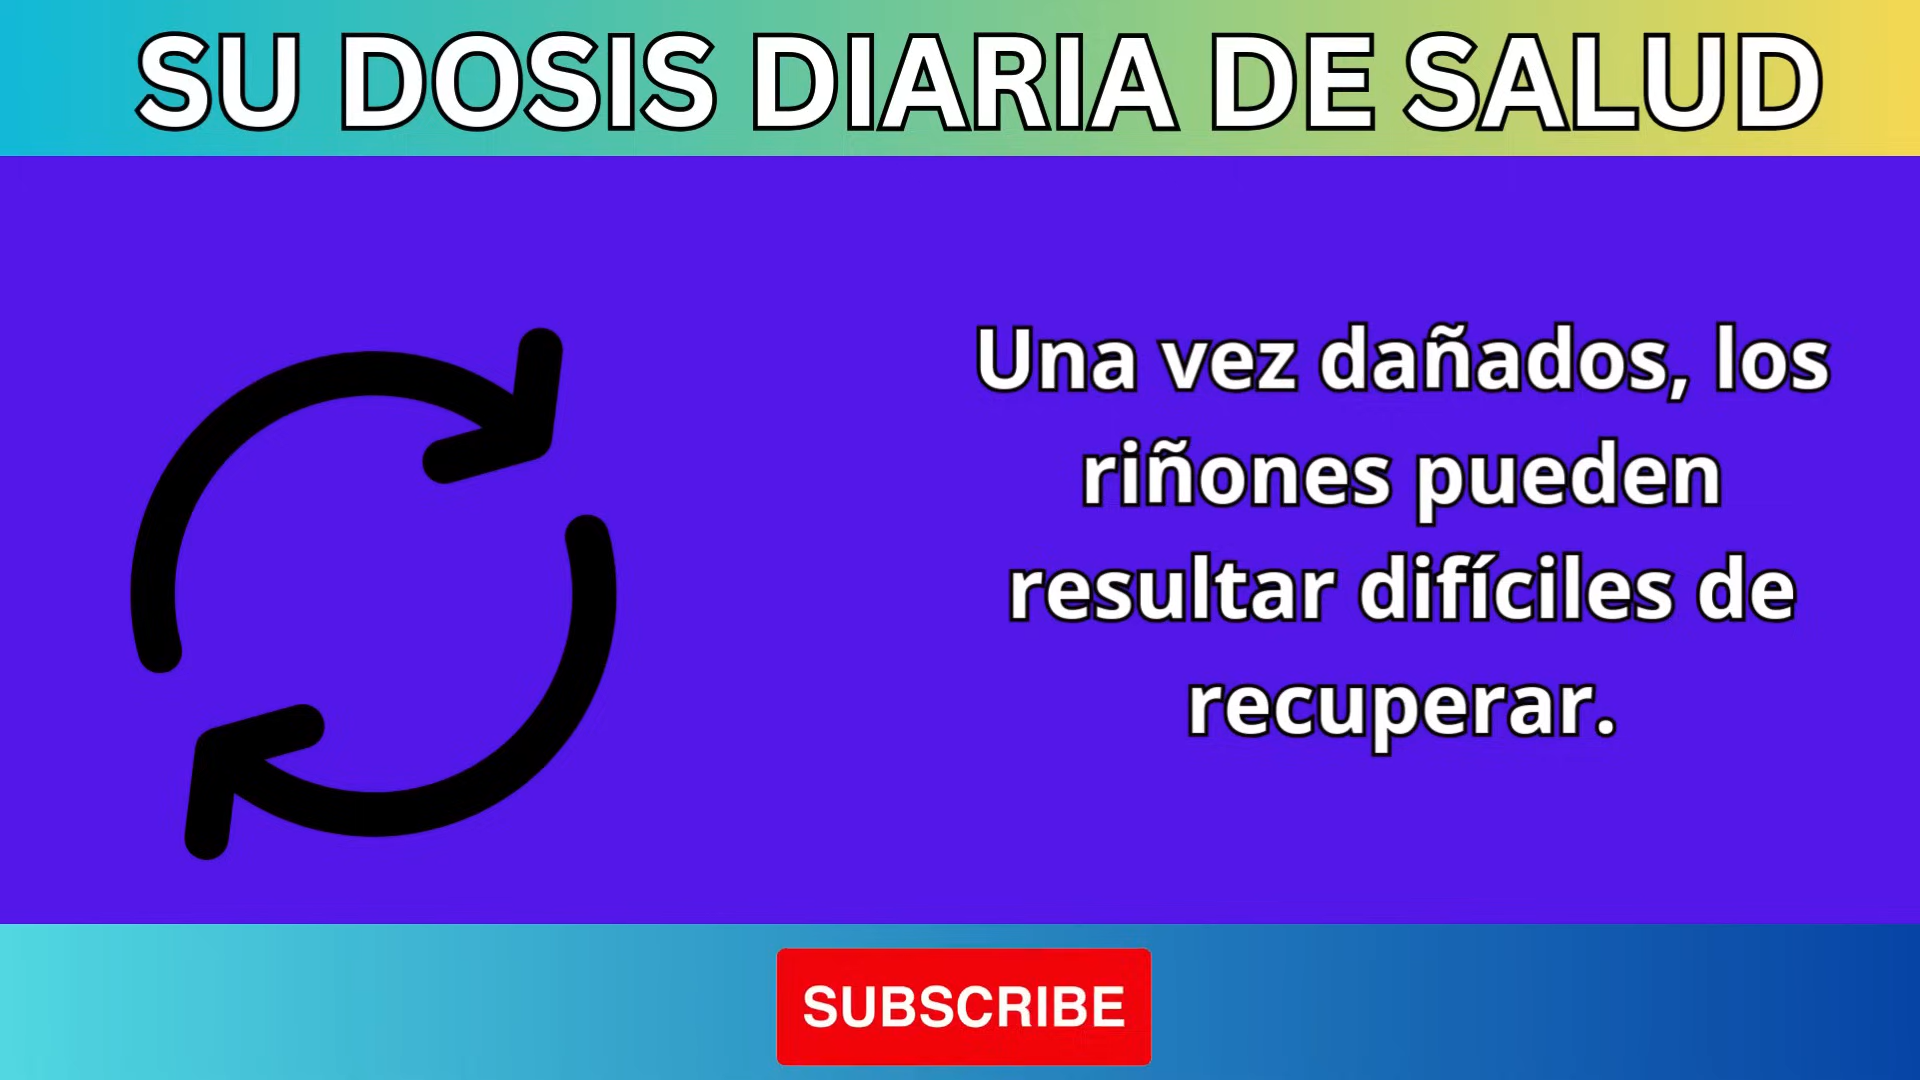 SU DOSIS DIARIA DE SALUD
Una vez dañados, los
riñones pueden
resultar difíciles de
recuperar.
SUBSCRIBE